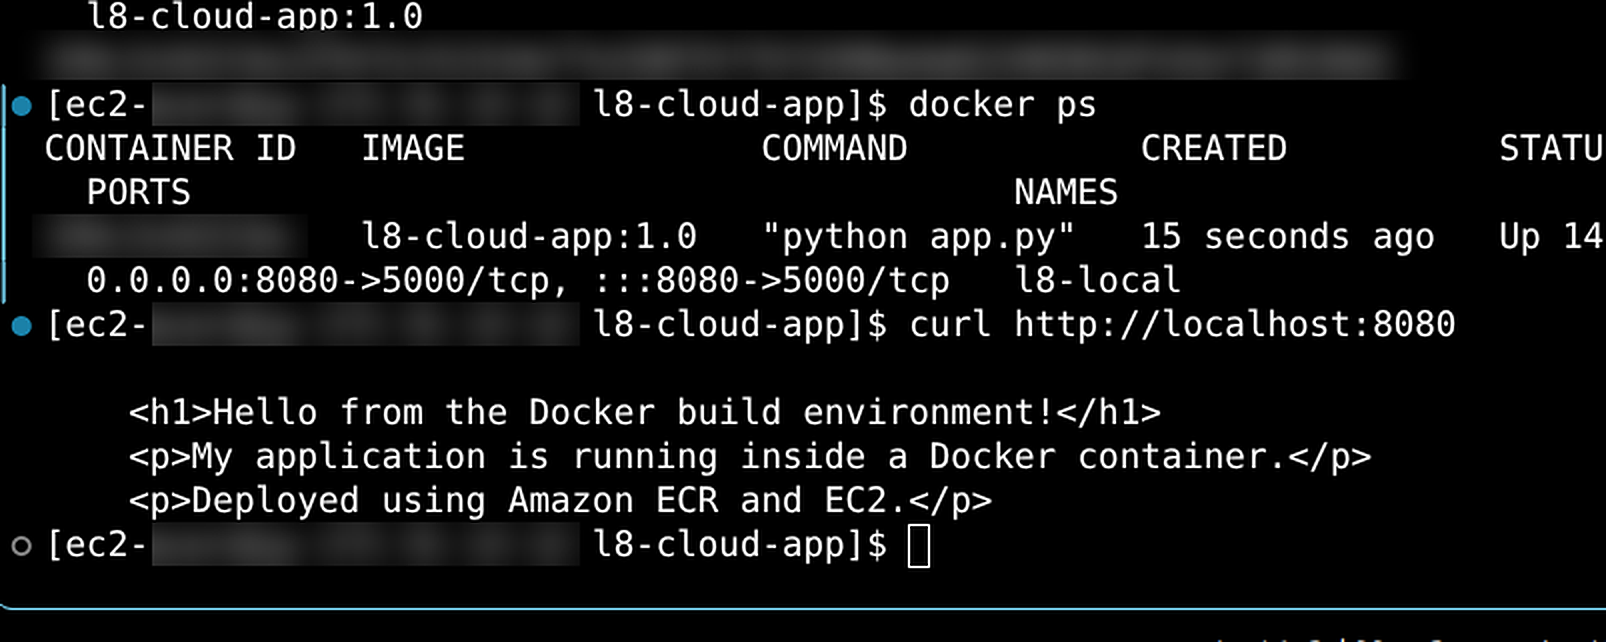 l8-cloud-app:1.0
[ec2- l8-cloud-app]$ docker ps
CONTAINER ID IMAGE COMMAND CREATED STATU
PORTS NAMES
l8-cloud-app:1.0 "python app.py" 15 seconds ago Up 14
0.0.0.0:8080->5000/tcp, :::8080->5000/tcp l8-local
[ec2- l8-cloud-app]$ curl http://localhost:8080
<h1>Hello from the Docker build environment!</h1>
<p>My application is running inside a Docker container.</p>
<p>Deployed using Amazon ECR and EC2.</p>
[ec2- l8-cloud-app]$